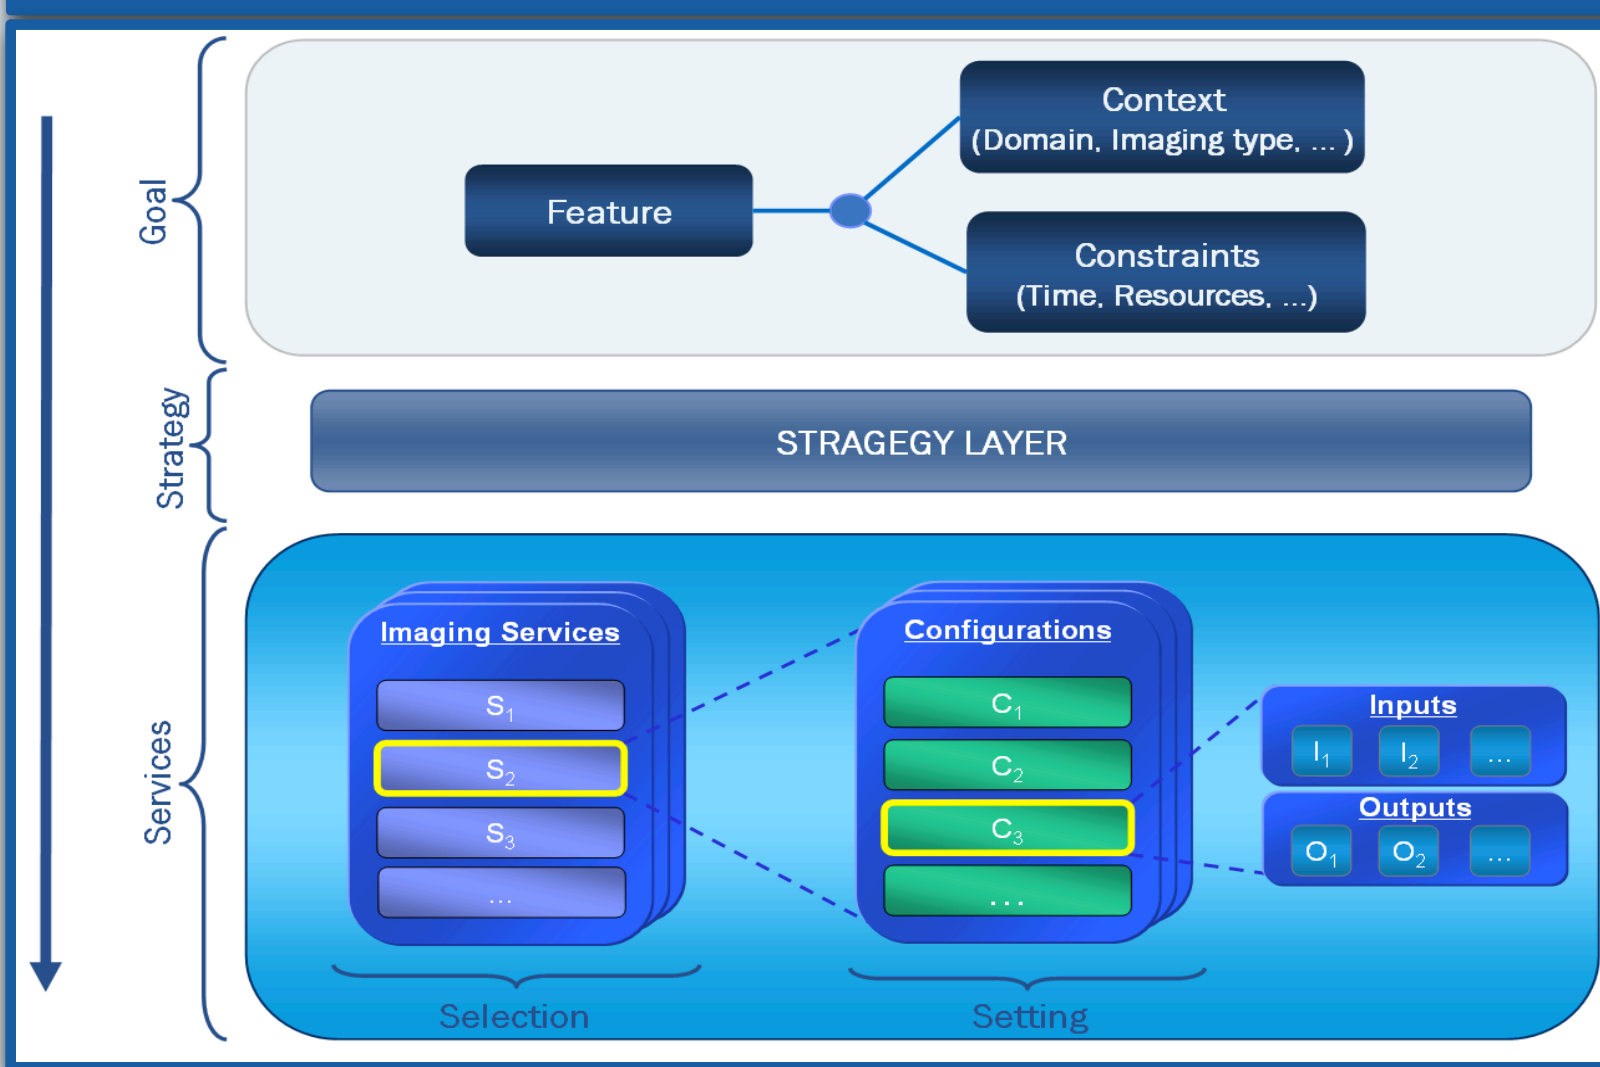 Goal
Feature
Context
(Domain, Imaging type, ... )
Constraints
(Time, Resources, ...)
Strategy
STRAGEGY LAYER
Services
Imaging Services
S1
S2
S3
...
Selection
Configurations
C1
C2
C3
...
Setting
Inputs
I1 I2 ...
Outputs
O1 O2 ...